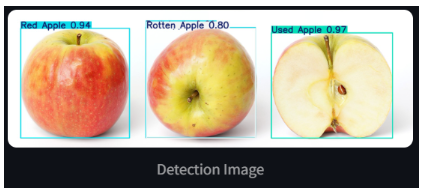 Red Apple 0.94
Rotten Apple 0.80
Used Apple 0.97
Detection Image